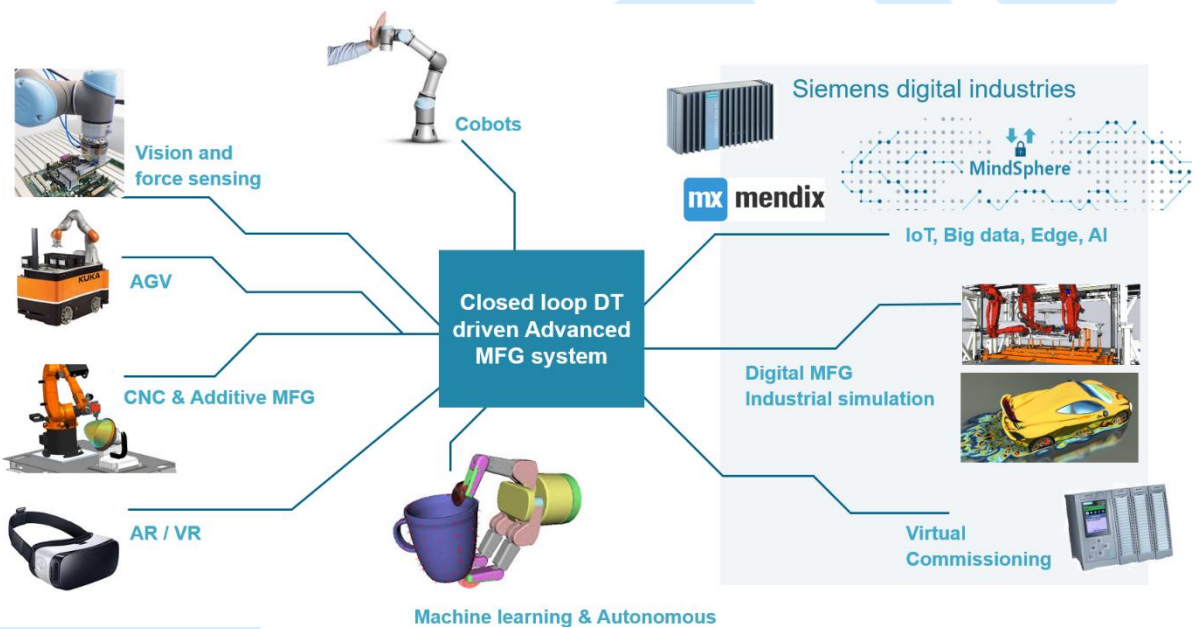 Cobots
Siemens digital industries
MindSphere
mx mendix
IoT, Big data, Edge, AI
Vision and
force sensing
KUKA
AGV
Closed loop DT
driven Advanced
MFG system
CNC & Additive MFG
Digital MFG
Industrial simulation
AR / VR
Virtual
Commissioning
Machine learning & Autonomous